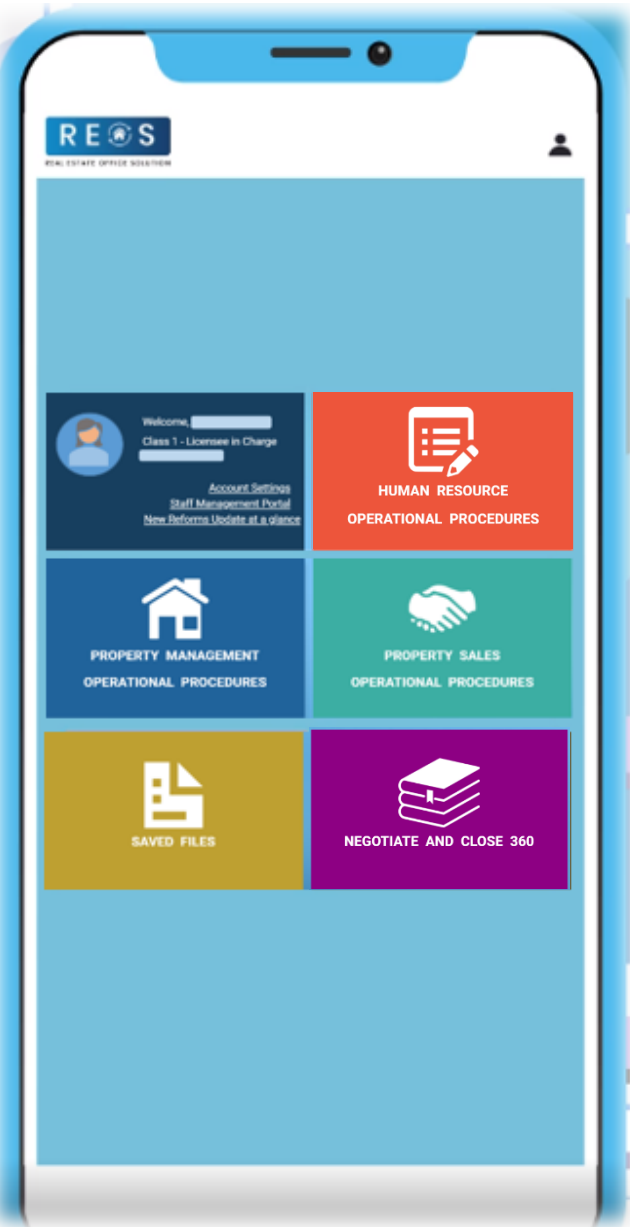 REOS
REAL ESTATE OFFICE SOLUTION
Welcome,
Class 1 - Licensee in Charge
Account Settings
Staff Management Portal
New Reforms Update at a glance
HUMAN RESOURCE
OPERATIONAL PROCEDURES
PROPERTY MANAGEMENT
OPERATIONAL PROCEDURES
PROPERTY SALES
OPERATIONAL PROCEDURES
SAVED FILES
NEGOTIATE AND CLOSE 360